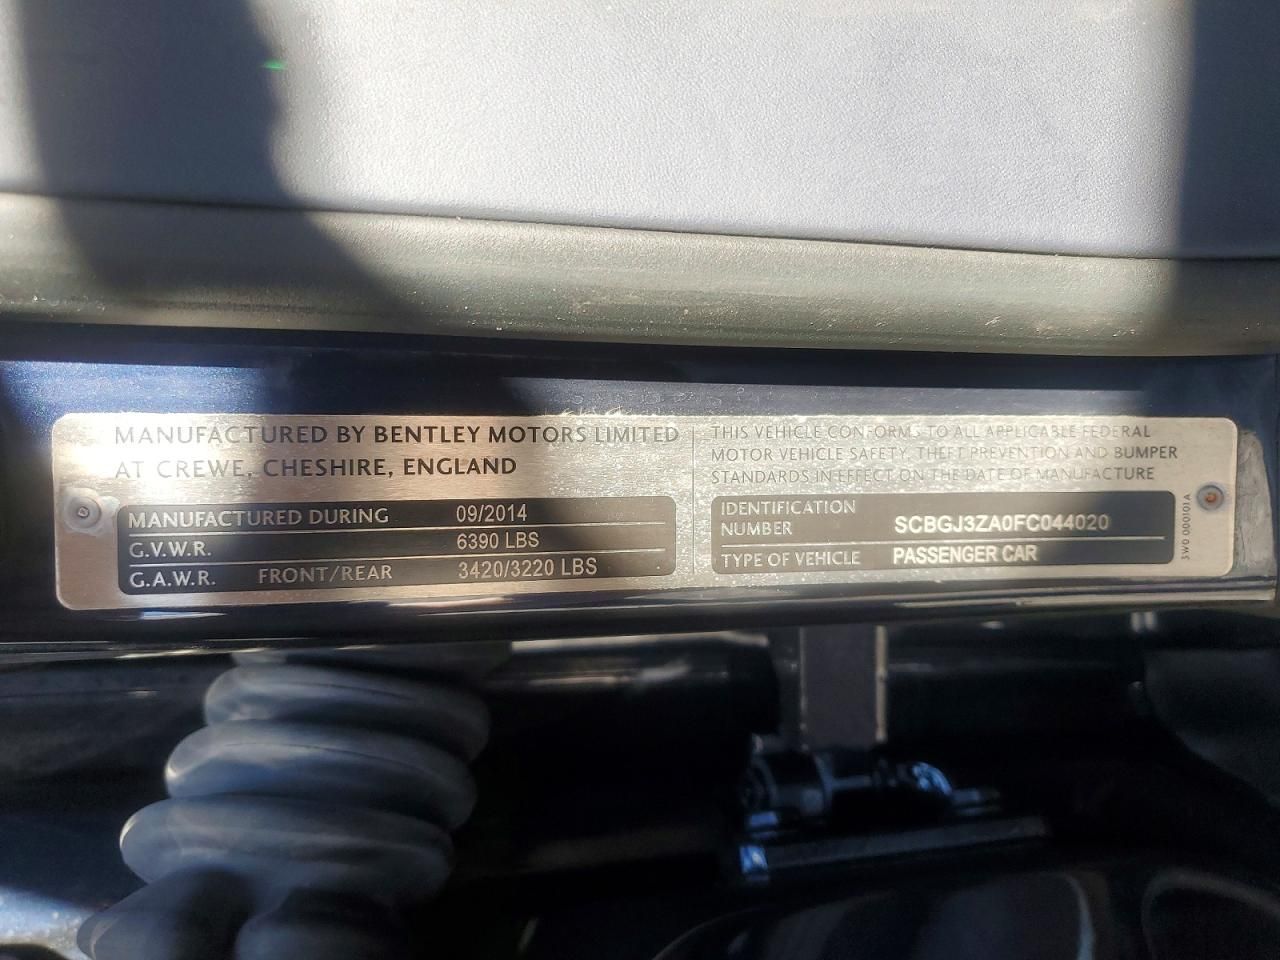 MANUFACTURED BY BENTLEY MOTORS LIMITED
AT CREWE, CHESHIRE, ENGLAND
MANUFACTURED DURING 09/2014
G.V.W.R. 6390 LBS
G.A.W.R. FRONT/REAR 3420/3220 LBS
THIS VEHICLE CONFORMS TO ALL APPLICABLE FEDERAL
MOTOR VEHICLE SAFETY, THEFT PREVENTION AND BUMPER
STANDARDS IN EFFECT ON THE DATE OF MANUFACTURE
IDENTIFICATION
NUMBER SCBGJ3ZA0FC044020
TYPE OF VEHICLE PASSENGER CAR
3W0 000101A